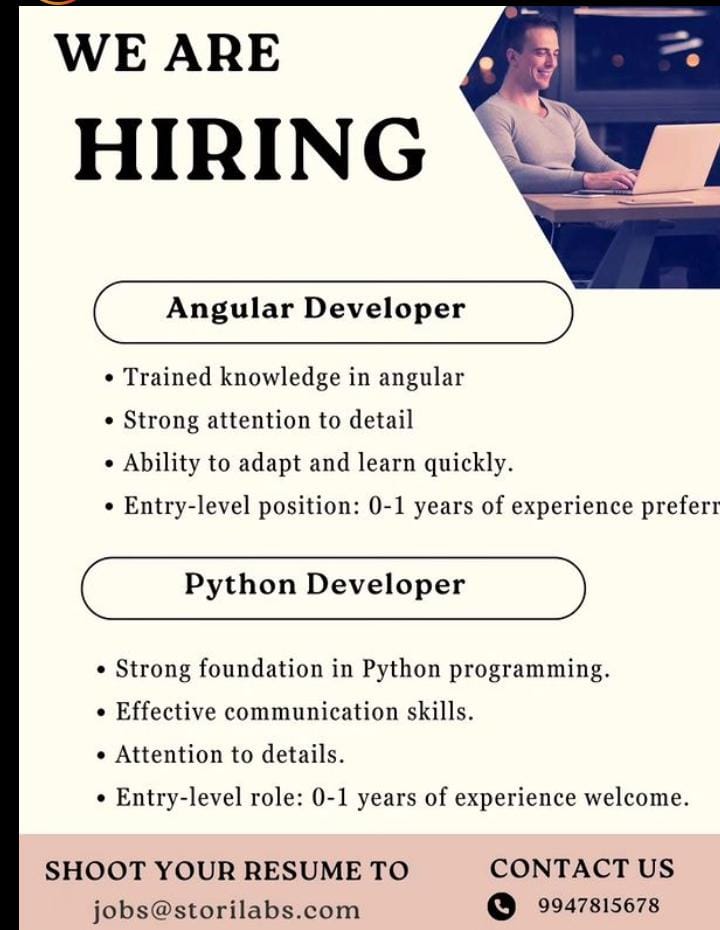 WE ARE
HIRING
Angular Developer
• Trained knowledge in angular
• Strong attention to detail
• Ability to adapt and learn quickly.
• Entry-level position: 0-1 years of experience preferr
Python Developer
• Strong foundation in Python programming.
• Effective communication skills.
• Attention to details.
• Entry-level role: 0-1 years of experience welcome.
SHOOT YOUR RESUME TO
jobs@storilabs.com
CONTACT US
9947815678